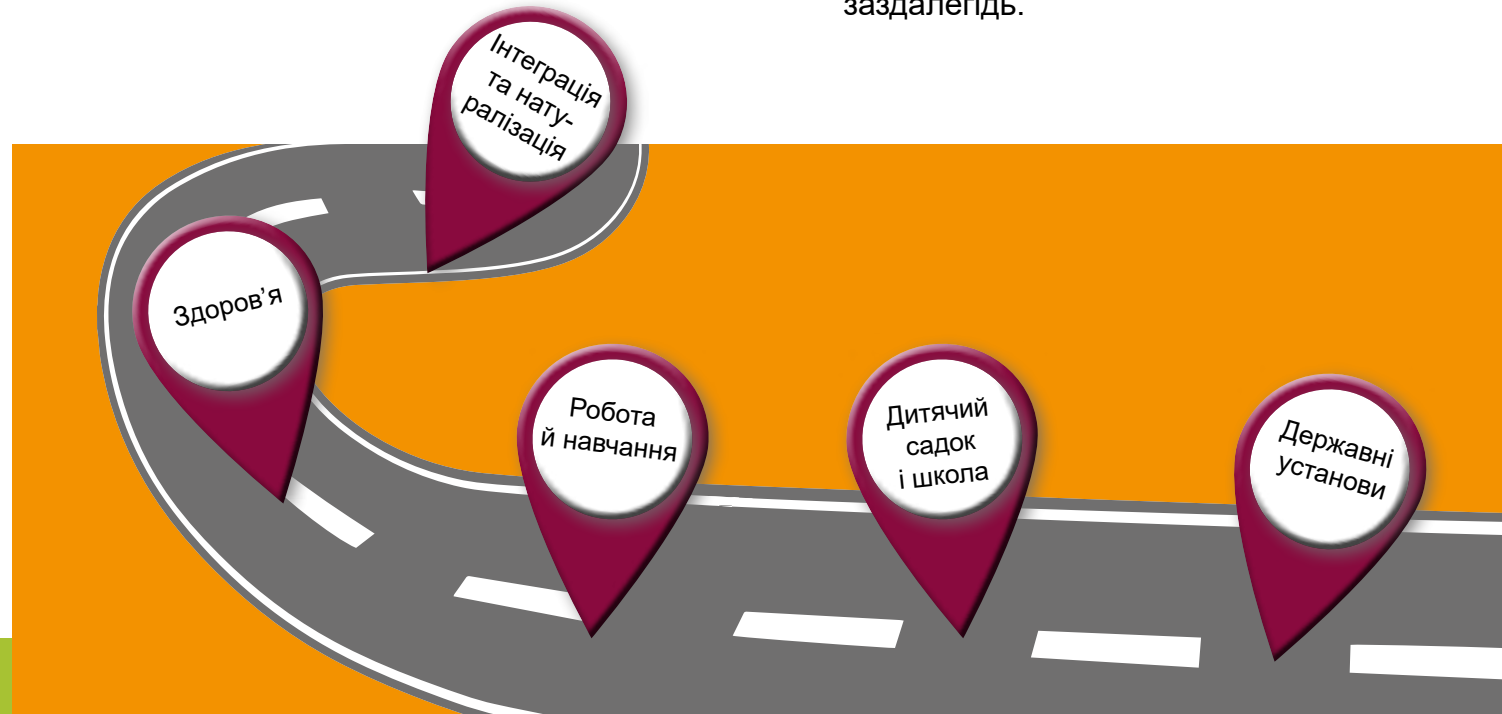 заздалегідь.
Інтеграція
та нату-
ралізація
Здоров’я
Робота
й навчання
Дитячий
садок
і школа
Державні
установи